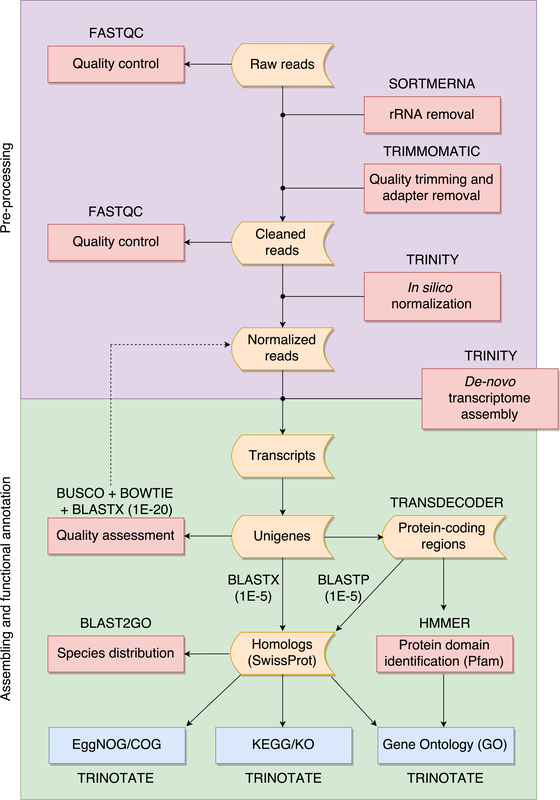 Pre-processing
FASTQC
Quality control
Raw reads
SORTMERNA
rRNA removal
TRIMMOMATIC
Quality trimming and
adapter removal
FASTQC
Quality control
Cleaned
reads
TRINITY
In silico
normalization
Normalized
reads
TRINITY
De-novo
transcriptome
assembly
Assembling and functional annotation
Transcripts
BUSCO + BOWTIE
+ BLASTX (1E-20)
Quality assessment
Unigenes
TRANSDECODER
Protein-coding
regions
BLASTX
(1E-5)
BLASTP
(1E-5)
BLAST2GO
Species distribution
Homologs
(SwissProt)
HMMER
Protein domain
identification (Pfam)
EggNOG/COG
TRINOTATE
KEGG/KO
TRINOTATE
Gene Ontology (GO)
TRINOTATE